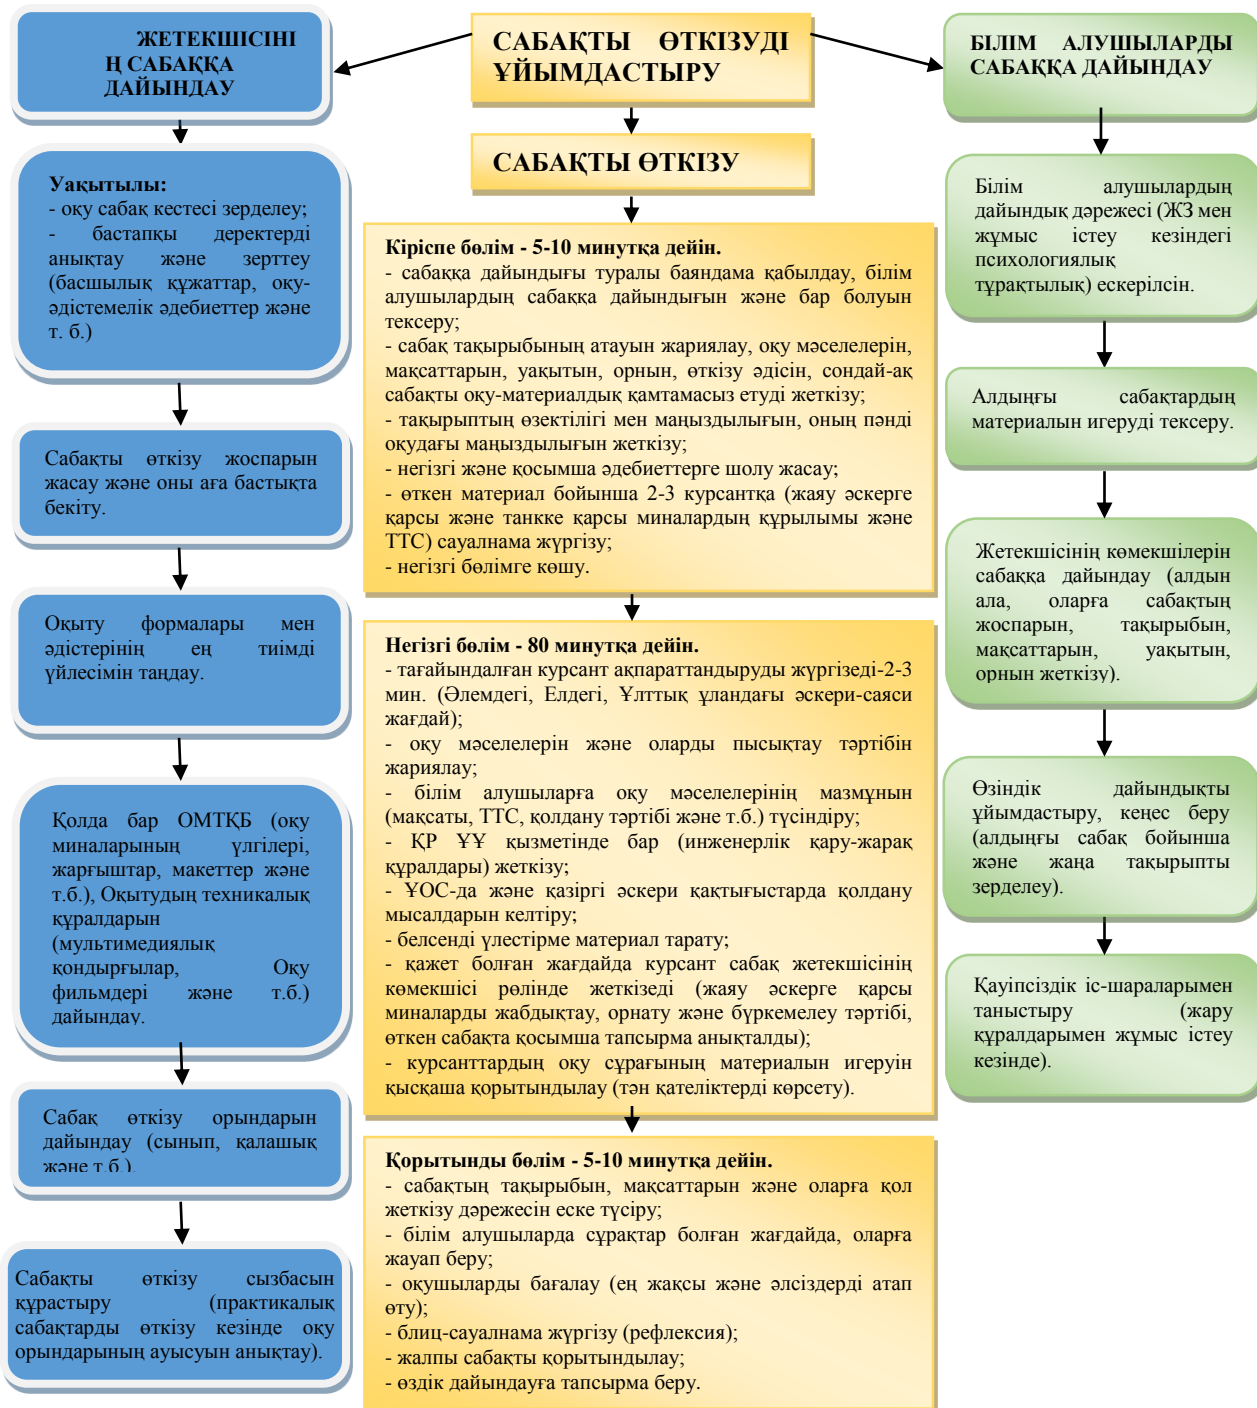 ЖЕТЕКШІСІНІ
Ң САБАҚҚА
ДАЙЫНДАУ
Уақытылы:
- оқу сабақ кестесі зерделеу;
- бастапқы деректерді
анықтау және зерттеу
(басшылық құжаттар, оқу-
әдістемелік әдебиеттер және
т. б.)
Сабақты өткізу жоспарын
жасау және оны аға бастықта
бекіту.
Оқыту формалары мен
әдістерінің ең тиімді
үйлесімін таңдау.
Қолда бар ОМТҚБ (оқу
миналарының үлгілері,
жарғыштар, макеттер және
т.б.), Оқытудың техникалық
құралдарын
(мультимедиялық
қондырғылар, Оқу
фильмдері және т.б.)
дайындау.
Сабақ өткізу орындарын
дайындау (сынып, қалашық
және т.б.).
Сабақты өткізу сызбасын
құрастыру (практикалық
сабақтарды өткізу кезінде оқу
орындарының ауысуын анықтау).
САБАҚТЫ ӨТКІЗУДІ
ҰЙЫМДАСТЫРУ
САБАҚТЫ ӨТКІЗУ
Кіріспе бөлім - 5-10 минутқа дейін.
- сабаққа дайындығы туралы баяндама қабылдау, білім
алушылардың сабаққа дайындығын және бар болуын
тексеру;
- сабақ тақырыбының атауын жариялау, оқу мәселелерін,
мақсаттарын, уақытын, орнын, өткізу әдісін, сондай-ақ
сабақты оқу-материалдық қамтамасыз етуді жеткізу;
- тақырыптың өзектілігі мен маңыздылығын, оның пәнді
оқудағы маңыздылығын жеткізу;
- негізгі және қосымша әдебиеттерге шолу жасау;
- өткен материал бойынша 2-3 курсантқа (жаяу әскерге
қарсы және танкке қарсы миналардың құрылымы және
ТТС) сауалнама жүргізу;
- негізгі бөлімге көшу.
Негізгі бөлім - 80 минутқа дейін.
- тағайындалған курсант ақпараттандыруды жүргізеді-2-3
мин. (Әлемдегі, Елдегі, Ұлттық ұландағы әскери-саяси
жағдай);
- оқу мәселелерін және оларды пысықтау тәртібін
жариялау;
- білім алушыларға оқу мәселелерінің мазмұнын
(мақсаты, ТТС, қолдану тәртібі және т.б.) түсіндіру;
- ҚР ҰҰ қызметінде бар (инженерлік қару-жарақ
құралдары) жеткізу;
- ҰОС-да және қазіргі әскери қақтығыстарда қолдану
мысалдарын келтіру;
- белсенді үлестірме материал тарату;
- қажет болған жағдайда курсант сабақ жетекшісінің
көмекшісі рөлінде жеткізеді (жаяу әскерге қарсы
миналарды жабдықтау, орнату және бүркемелеу тәртібі,
өткен сабақта қосымша тапсырма анықталды);
- курсанттардың оқу сұрағының материалын игеруін
қысқаша қорытындылау (тән қателіктерді көрсету).
Қорытынды бөлім - 5-10 минутқа дейін.
- сабақтың тақырыбын, мақсаттарын және оларға қол
жеткізу дәрежесін еске түсіру;
- білім алушыларда сұрақтар болған жағдайда, оларға
жауап беру;
- оқушыларды бағалау (ең жақсы және әлсіздерді атап
өту);
- блиц-сауалнама жүргізу (рефлексия);
- жалпы сабақты қорытындылау;
- өздік дайындауға тапсырма беру.
БІЛІМ АЛУШЫЛАРДЫ
САБАҚҚА ДАЙЫНДАУ
Білім алушылардың
дайындық дәрежесі (ЖЗ мен
жұмыс істеу кезіндегі
психологиялық
тұрақтылық) ескерілсін.
Алдыңғы сабақтардың
материалын игеруді тексеру.
Жетекшісінің көмекшілерін
сабаққа дайындау (алдын
ала, оларға сабақтың
жоспарын, тақырыбын,
мақсаттарын, уақытын,
орнын жеткізу).
Өзіндік дайындықты
ұйымдастыру, кеңес беру
(алдыңғы сабақ бойынша
және жаңа тақырыпты
зерделеу).
Қауіпсіздік іс-шараларымен
таныстыру (жару
құралдарымен жұмыс істеу
кезінде).